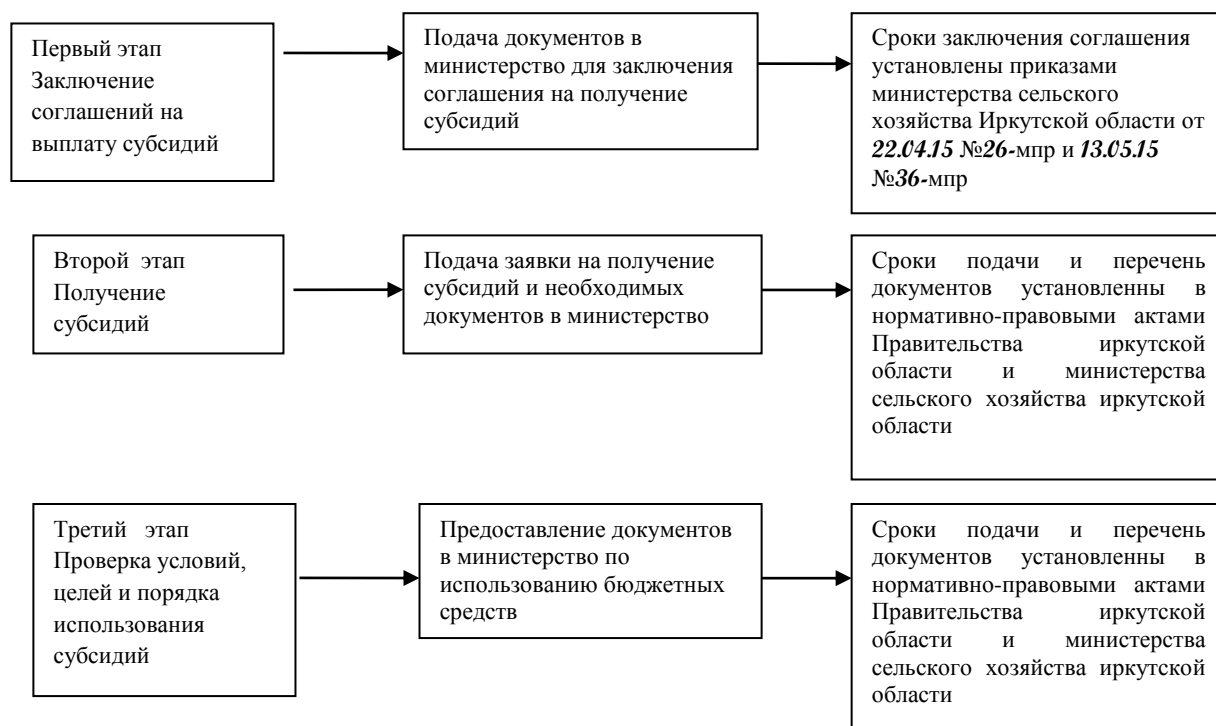 Первый этап
Заключение
соглашений на
выплату субсидий
Подача документов в
министерство для заключения
соглашения на получение
субсидий
Сроки заключения соглашения
установлены приказами
министерства сельского
хозяйства Иркутской области от
22.04.15 №26-мпр и 13.05.15
№36-мпр
Второй этап
Получение
субсидий
Подача заявки на получение
субсидий и необходимых
документов в министерство
Сроки подачи и перечень
документов установленны в
нормативно-правовыми актами
Правительства иркутской
области и министерства
сельского хозяйства иркутской
области
Третий этап
Проверка условий,
целей и порядка
использования
субсидий
Предоставление документов
в министерство по
использованию бюджетных
средств
Сроки подачи и перечень
документов установленны в
нормативно-правовыми актами
Правительства иркутской
области и министерства
сельского хозяйства иркутской
области